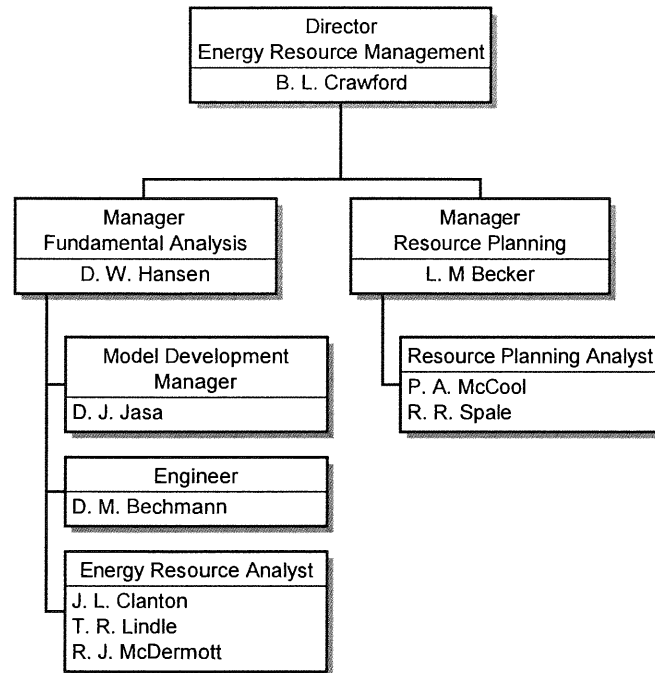 Director
Energy Resource Management
B. L. Crawford
Manager
Fundamental Analysis
D. W. Hansen
Manager
Resource Planning
L. M Becker
Model Development
Manager
D. J. Jasa
Resource Planning Analyst
P. A. McCool
R. R. Spale
Engineer
D. M. Bechmann
Energy Resource Analyst
J. L. Clanton
T. R. Lindle
R. J. McDermott